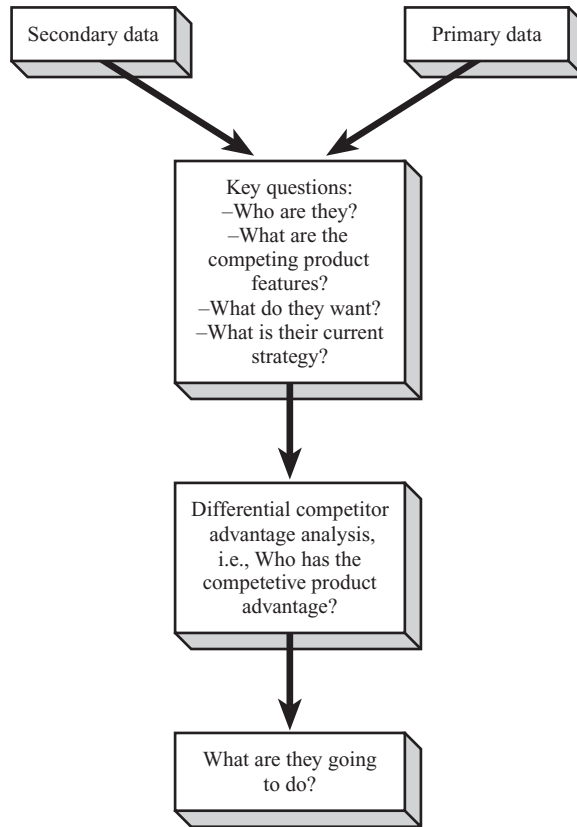 Secondary data
Primary data
Key questions:
–Who are they?
–What are the
competing product
features?
–What do they want?
–What is their current
strategy?
Differential competitor
advantage analysis,
i.e., Who has the
competetive product
advantage?
What are they going
to do?